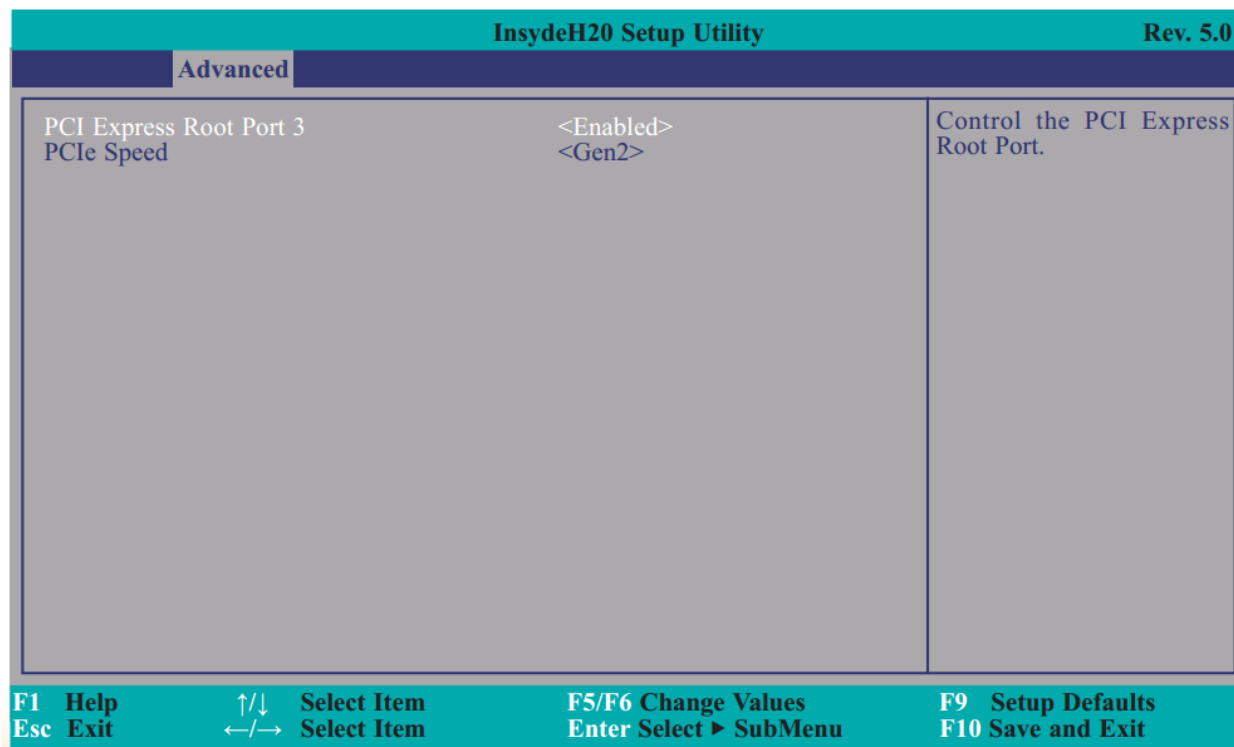 InsydeH20 Setup Utility Rev. 5.0
Advanced
PCI Express Root Port 3 <Enabled>
PCIe Speed <Gen2>
Control the PCI Express
Root Port.
F1 Help ↑/↓ Select Item F5/F6 Change Values F9 Setup Defaults
Esc Exit ←/→ Select Item Enter Select ▶ SubMenu F10 Save and Exit